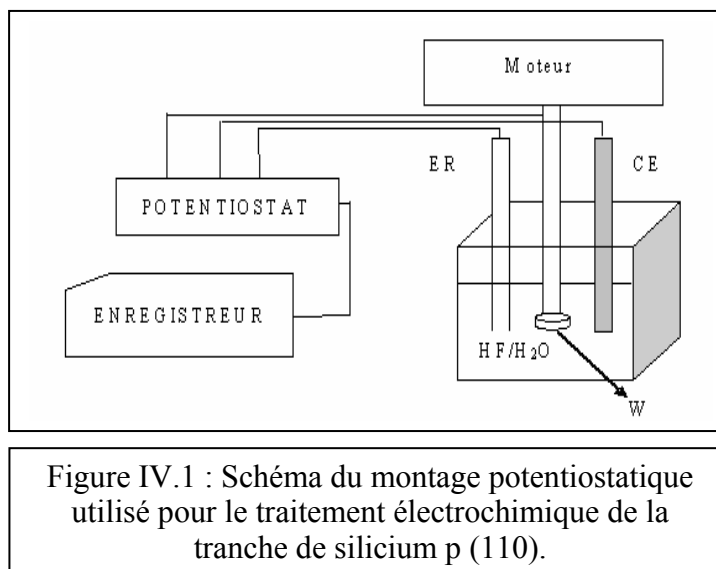 Moteur
ER
CE
POTENTIOSTAT
ENREGISTREUR
HF/H₂O
W
Figure IV.1 : Schéma du montage potentiostatique
utilisé pour le traitement électrochimique de la
tranche de silicium p (110).